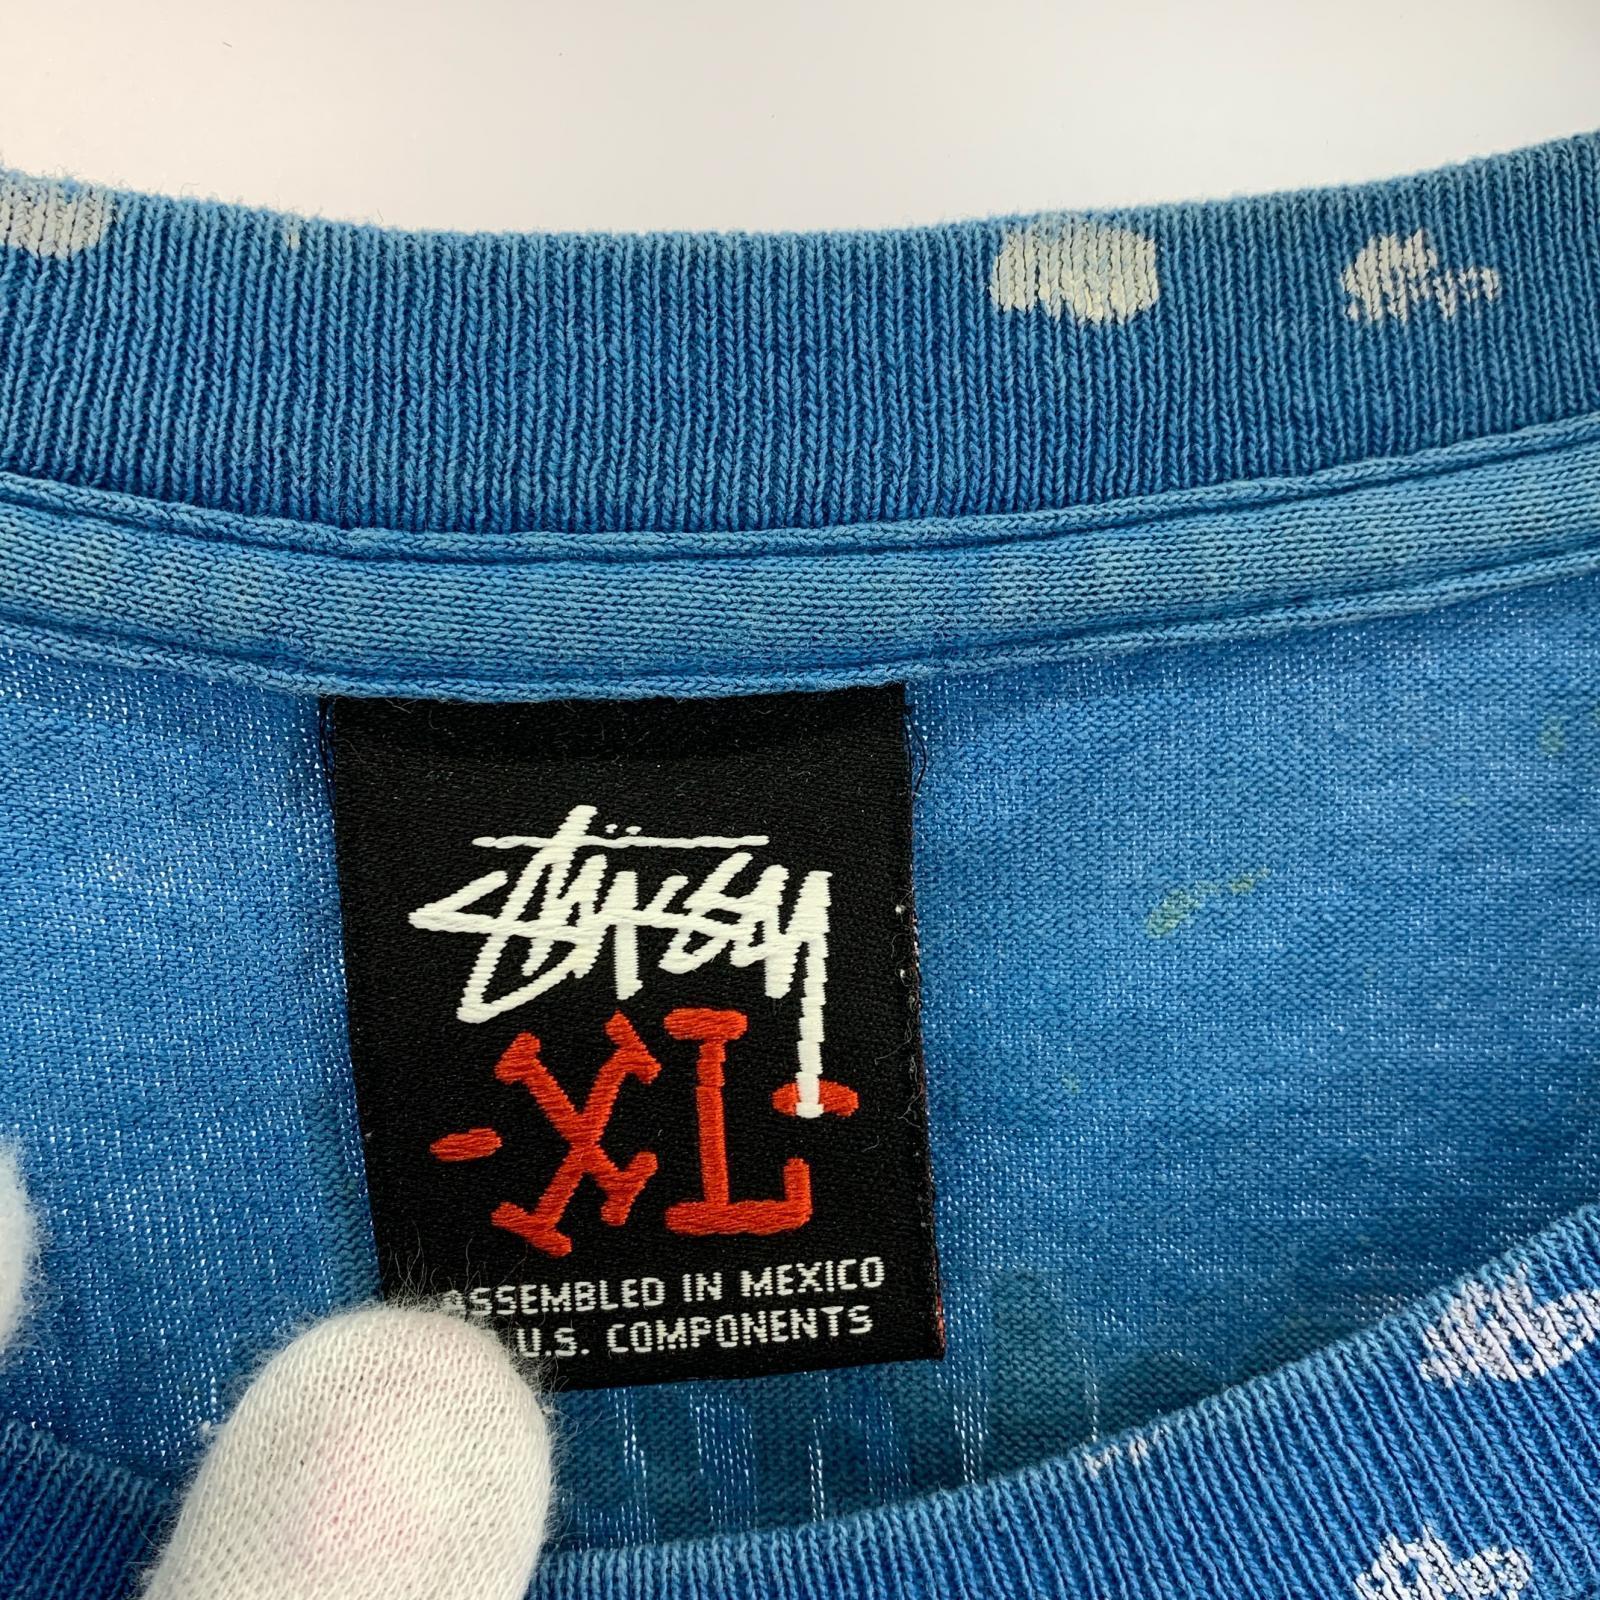 STÜSSY
-XL-
ASSEMBLED IN MEXICO
U.S. COMPONENTS